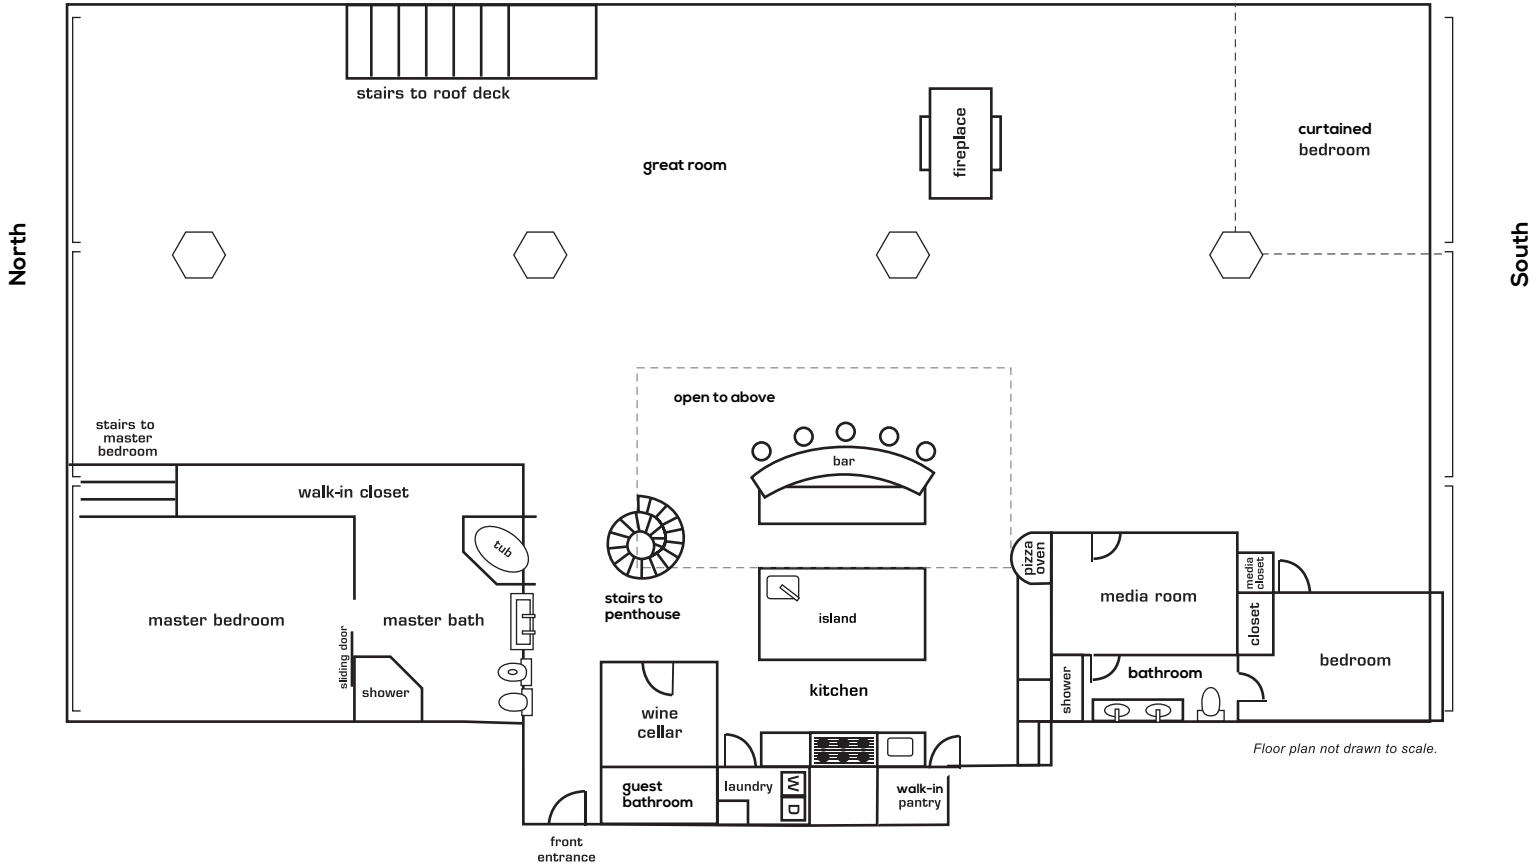 stairs to roof deck
great room
fireplace
curtained
bedroom
North
South
open to above
bar
stairs to
master
bedroom
walk-in closet
tub
master bedroom
master bath
sliding door
shower
stairs to
penthouse
island
kitchen
pizza
oven
media room
media
closet
closet
bedroom
bathroom
shower
wine
cellar
guest
bathroom
laundry
W
D
walk-in
pantry
front
entrance
Floor plan not drawn to scale.